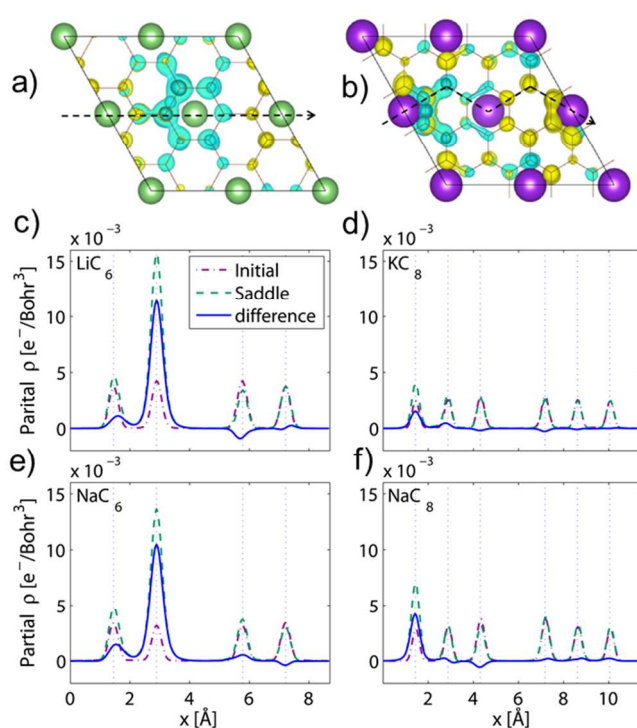 a)
b)
c)
d)
x 10⁻³
x 10⁻³
15
10
5
0
Parital ρ [e⁻/Bohr³]
LiC₆
Initial
Saddle
difference
15
10
5
0
KC₈
e)
f)
x 10⁻³
x 10⁻³
15
10
5
0
Partial ρ [e⁻/Bohr³]
NaC₆
0 2 4 6 8
x [Å]
15
10
5
0
NaC₈
2 4 6 8 10
x [Å]